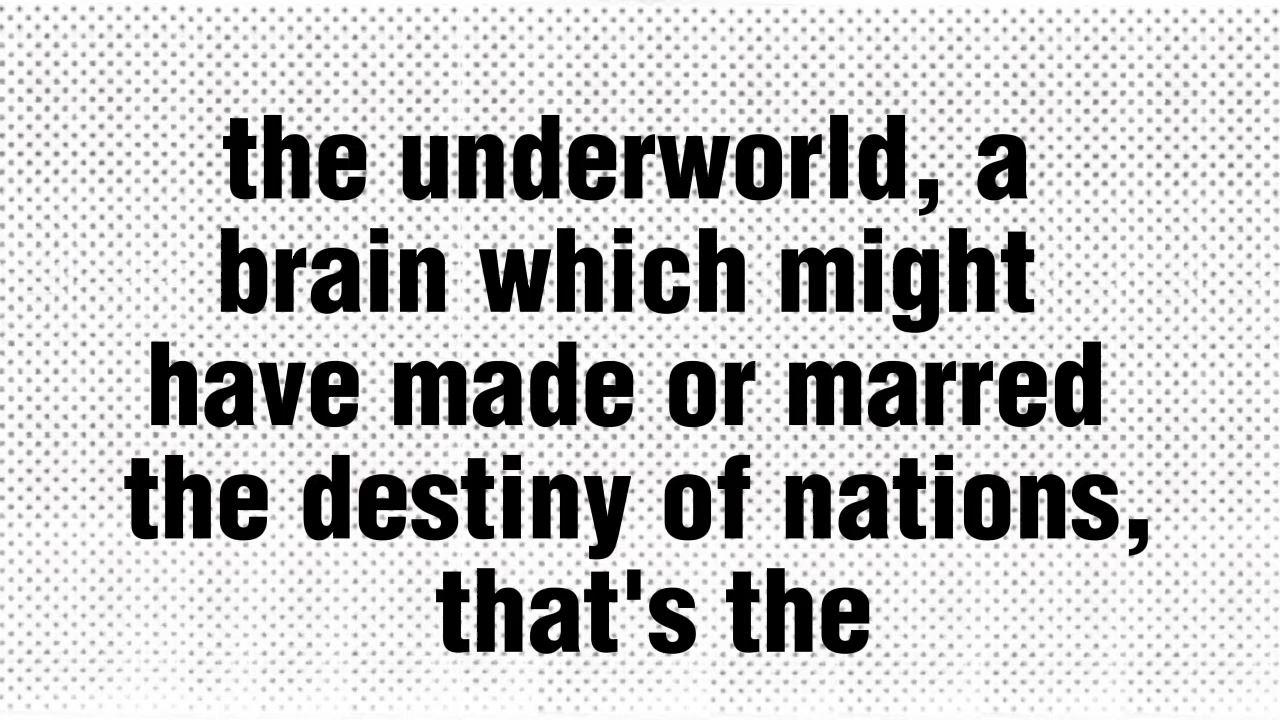 the underworld, a
brain which might
have made or marred
the destiny of nations,
that's the